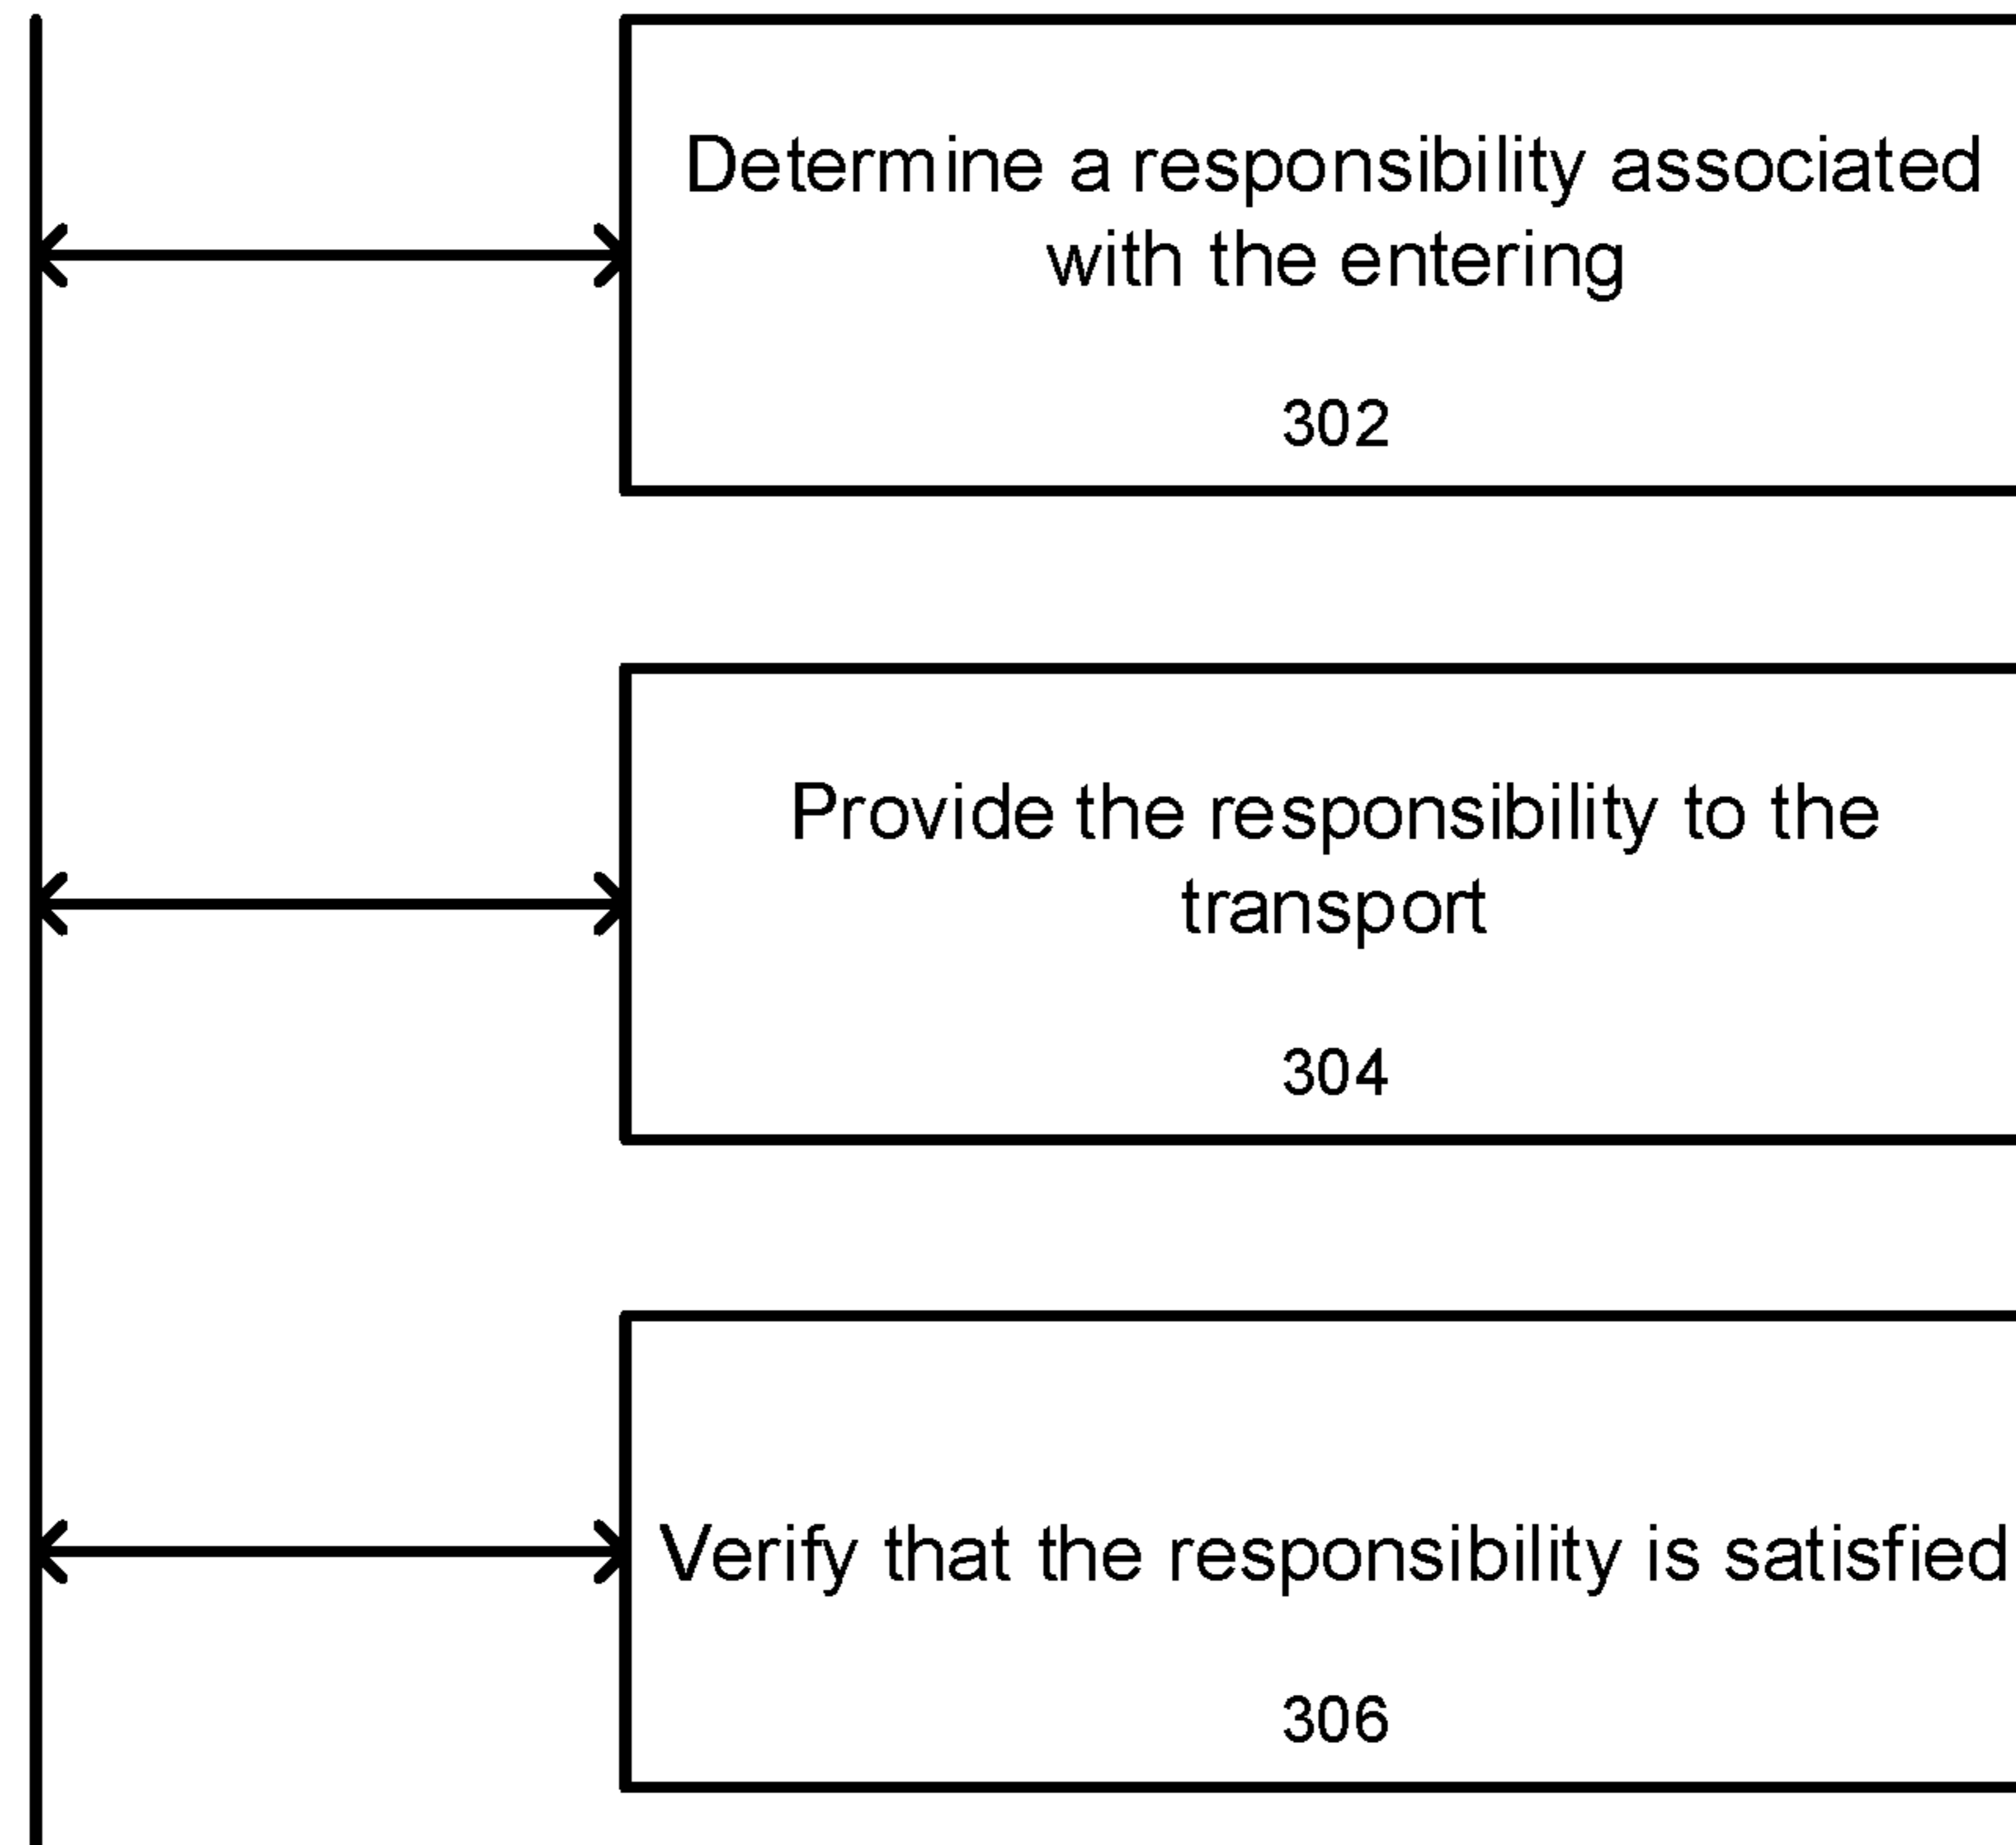 Determine a responsibility associated
with the entering
302
Provide the responsibility to the
transport
304
Verify that the responsibility is satisfied
306